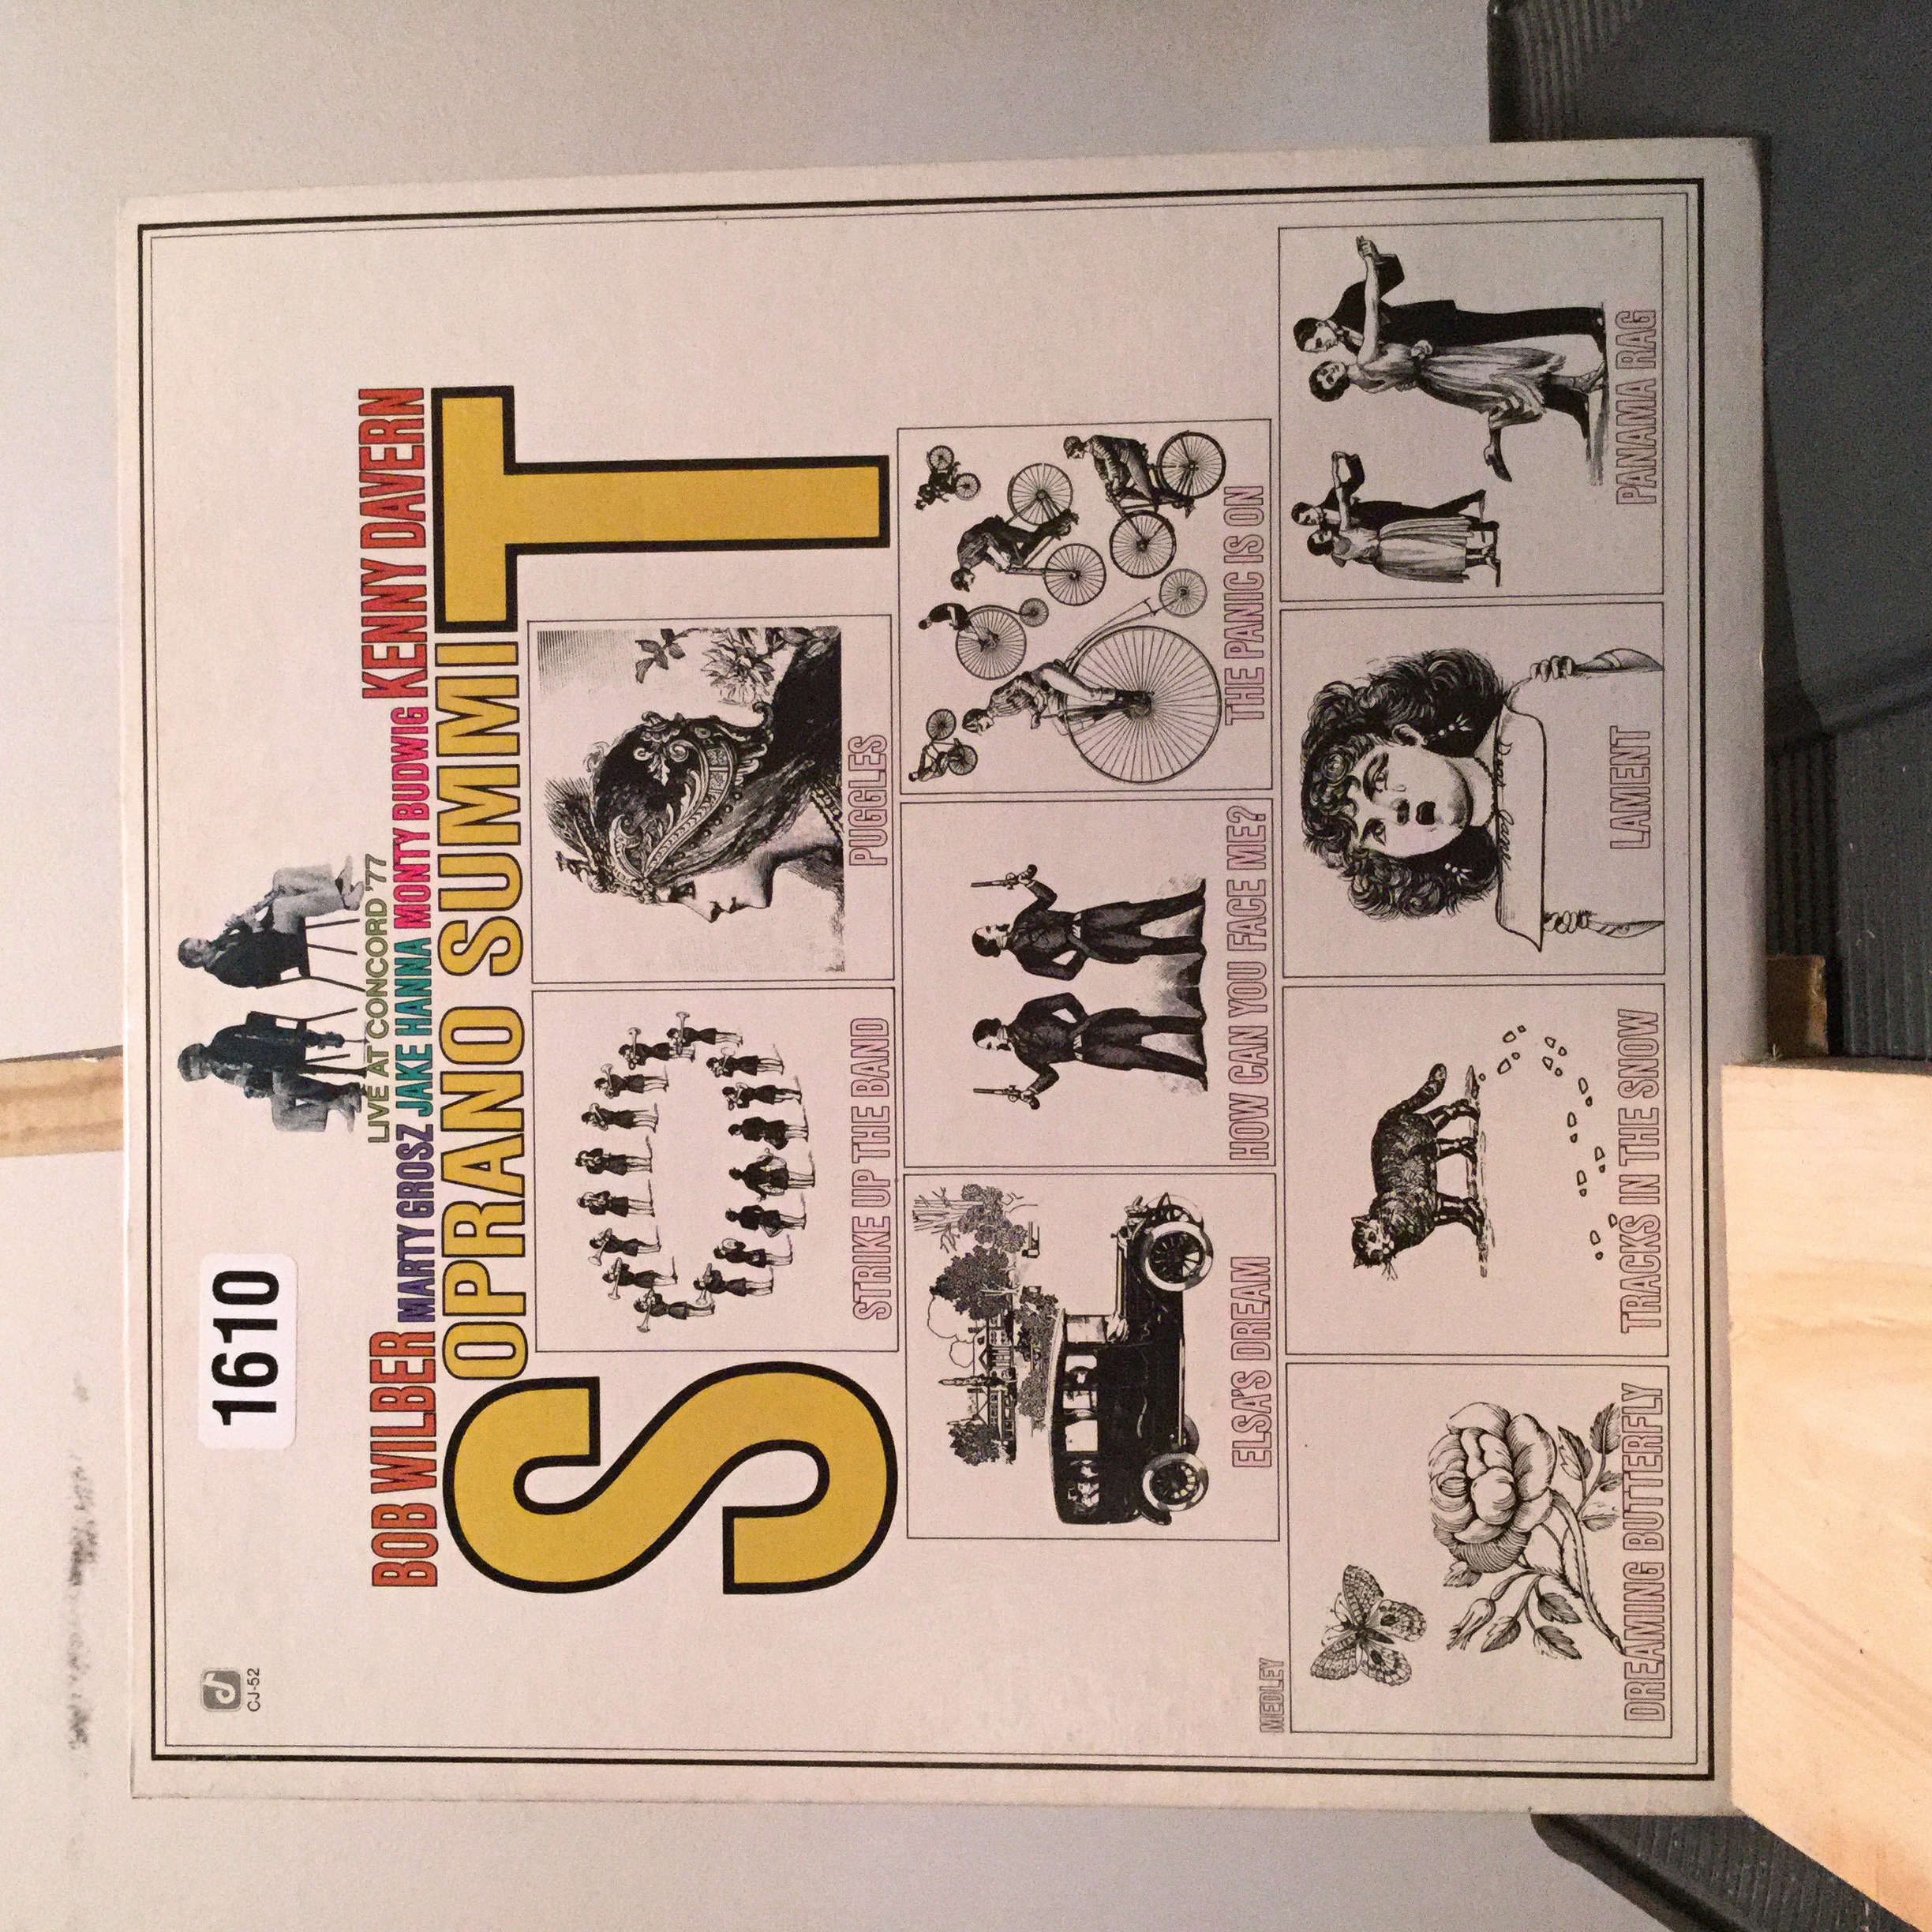 CJ-52
1610
LIVE AT CONCORD '77
BOB WILBER MARTY GROSZ JAKE HANNA MONTY BUDWIG KENNY DAVERN
SOPRANO SUMMIT
STRIKE UP THE BAND
PUGGLES
ELSA'S DREAM
HOW CAN YOU FACE ME?
THE PANIC IS ON
MEDLEY
DREAMING BUTTERFLY
TRACKS IN THE SNOW
LAMENT
PANAMA RAG